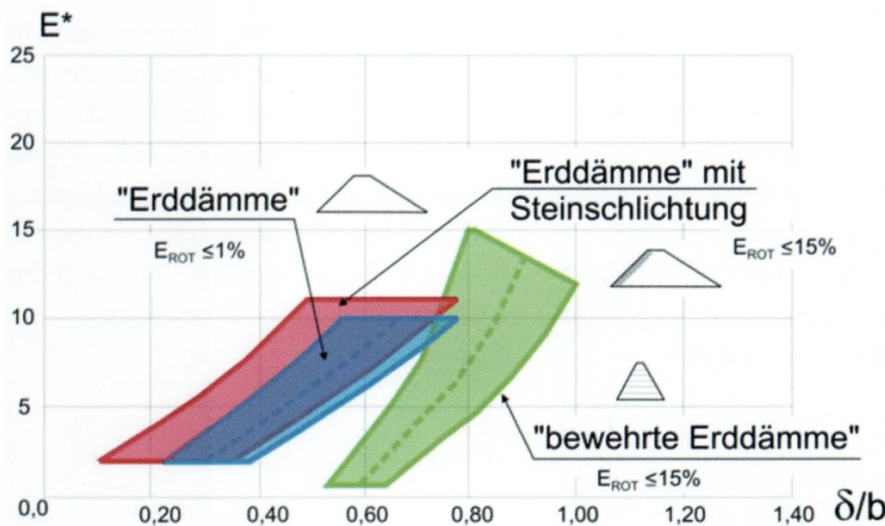 E*
25
20
15
10
5
0
"Erddämme"
E_ROT ≤1%
"Erddämme" mit
Steinschlichtung
E_ROT ≤15%
"bewehrte Erddämme"
E_ROT ≤15%
0,0 0,20 0,40 0,60 0,80 1,00 1,20 1,40 δ/b